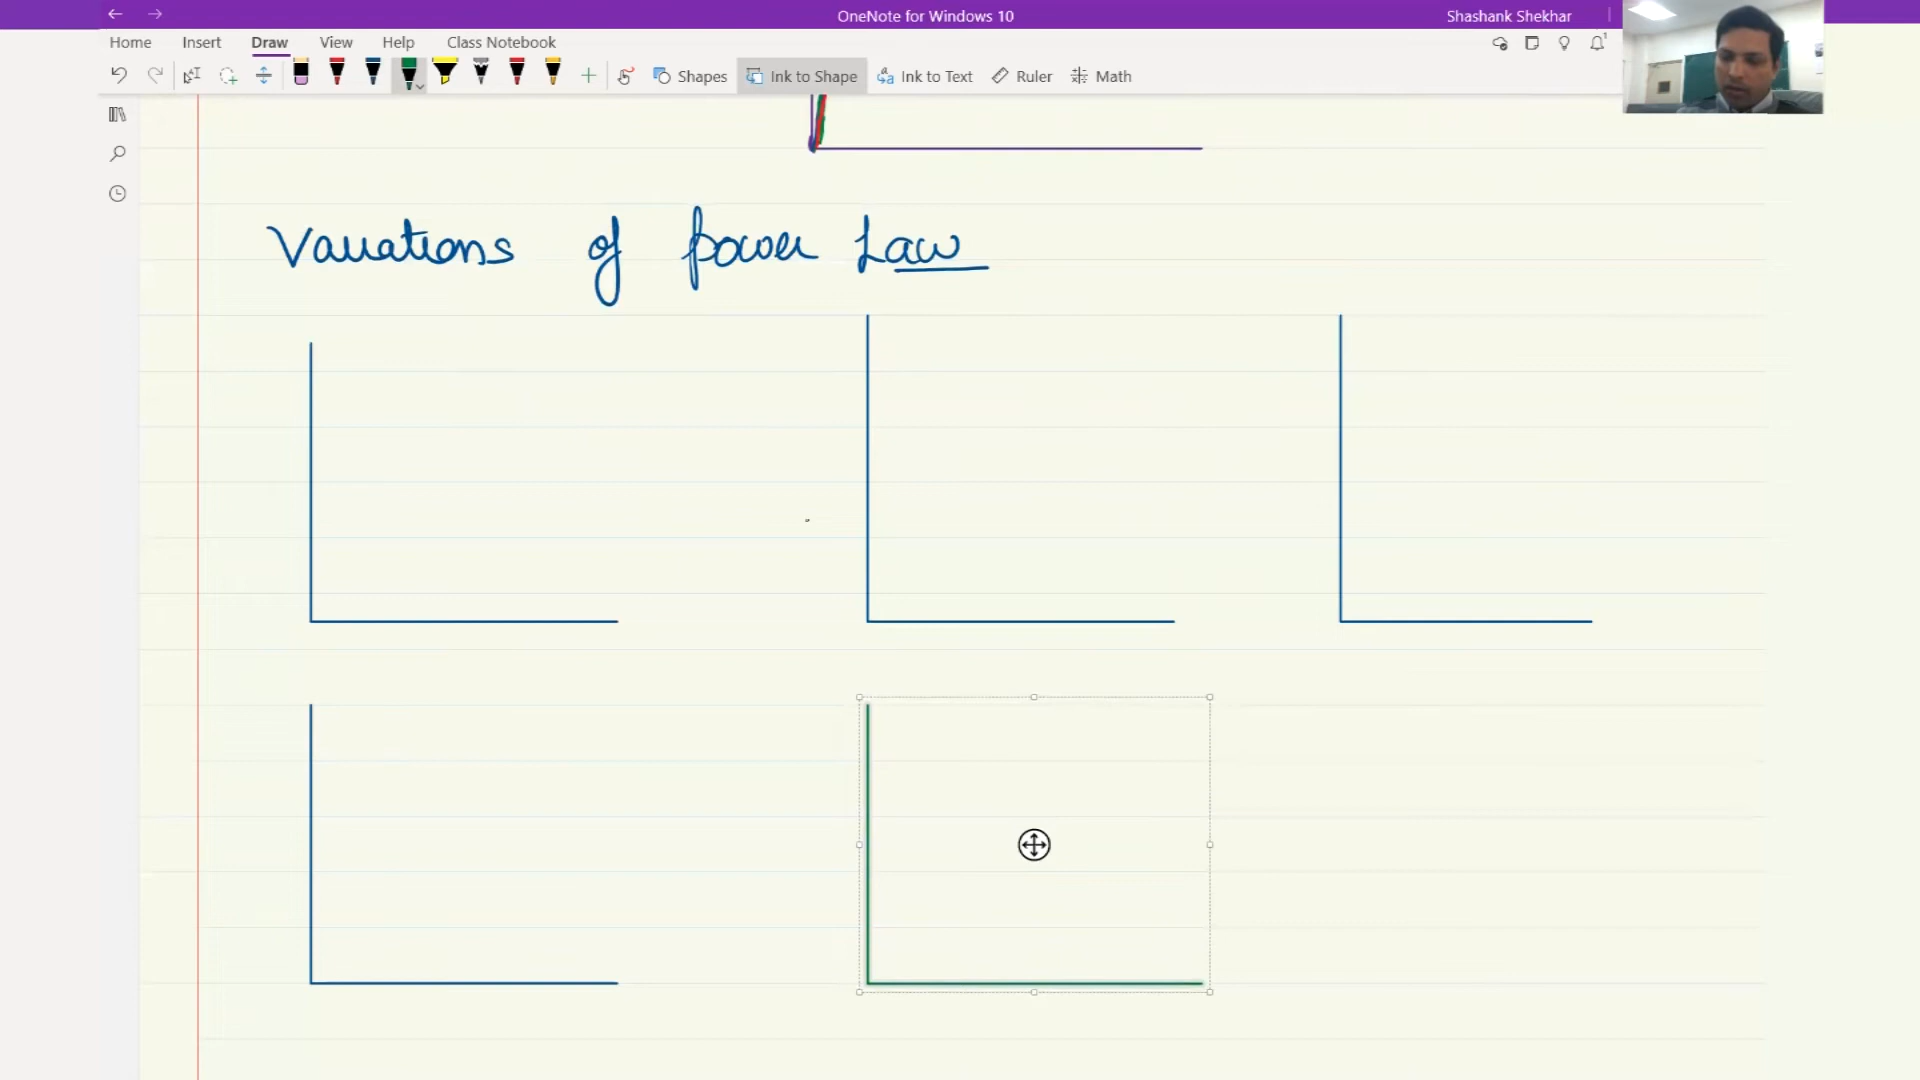 OneNote for Windows 10
Shashank Shekhar
Home Insert Draw View Help Class Notebook
Shapes Ink to Shape Ink to Text Ruler Math
Variations of power Law